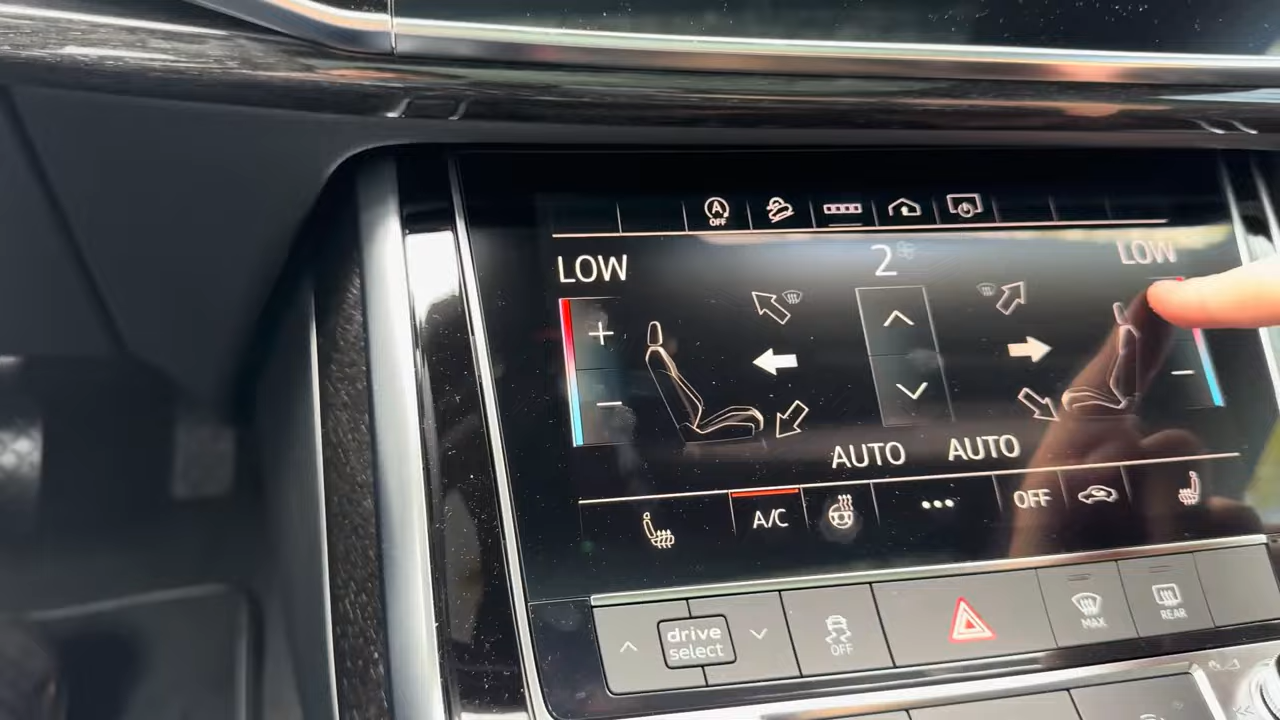 A
OFF
LOW
2
LOW
+
−
−
AUTO AUTO
A/C
OFF
drive
select
OFF
MAX
REAR